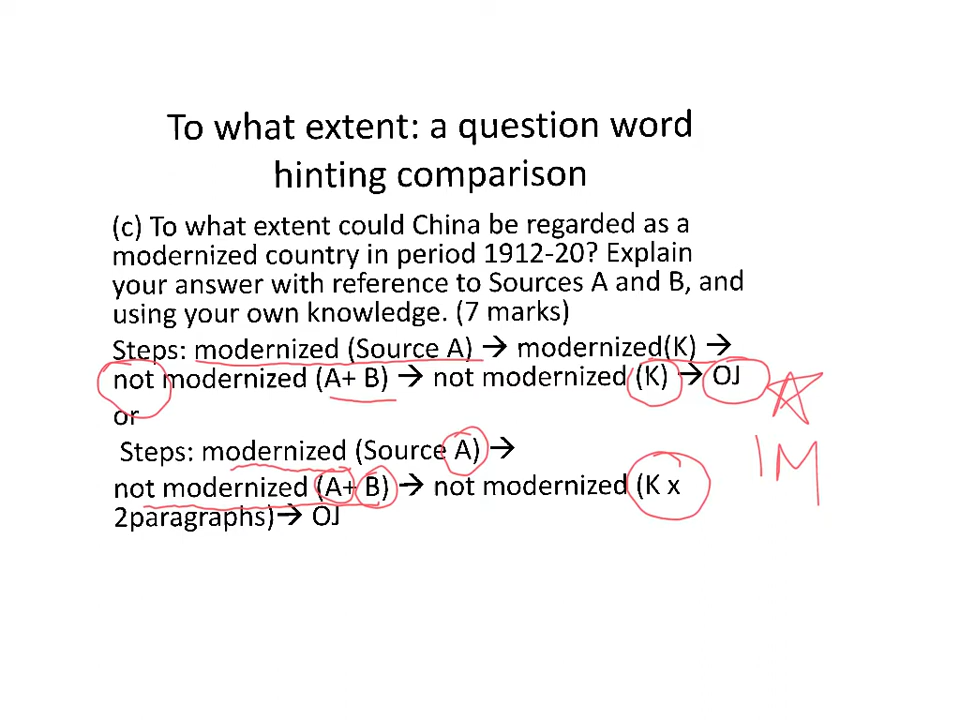 To what extent: a question word
hinting comparison
(c) To what extent could China be regarded as a
modernized country in period 1912-20? Explain
your answer with reference to Sources A and B, and
using your own knowledge. (7 marks)
Steps: modernized (Source A) → modernized(K) →
not modernized (A+ B) → not modernized (K) → OJ
or
1M
Steps: modernized (Source A) →
not modernized (A+ B) → not modernized (K x
2paragraphs)→ OJ